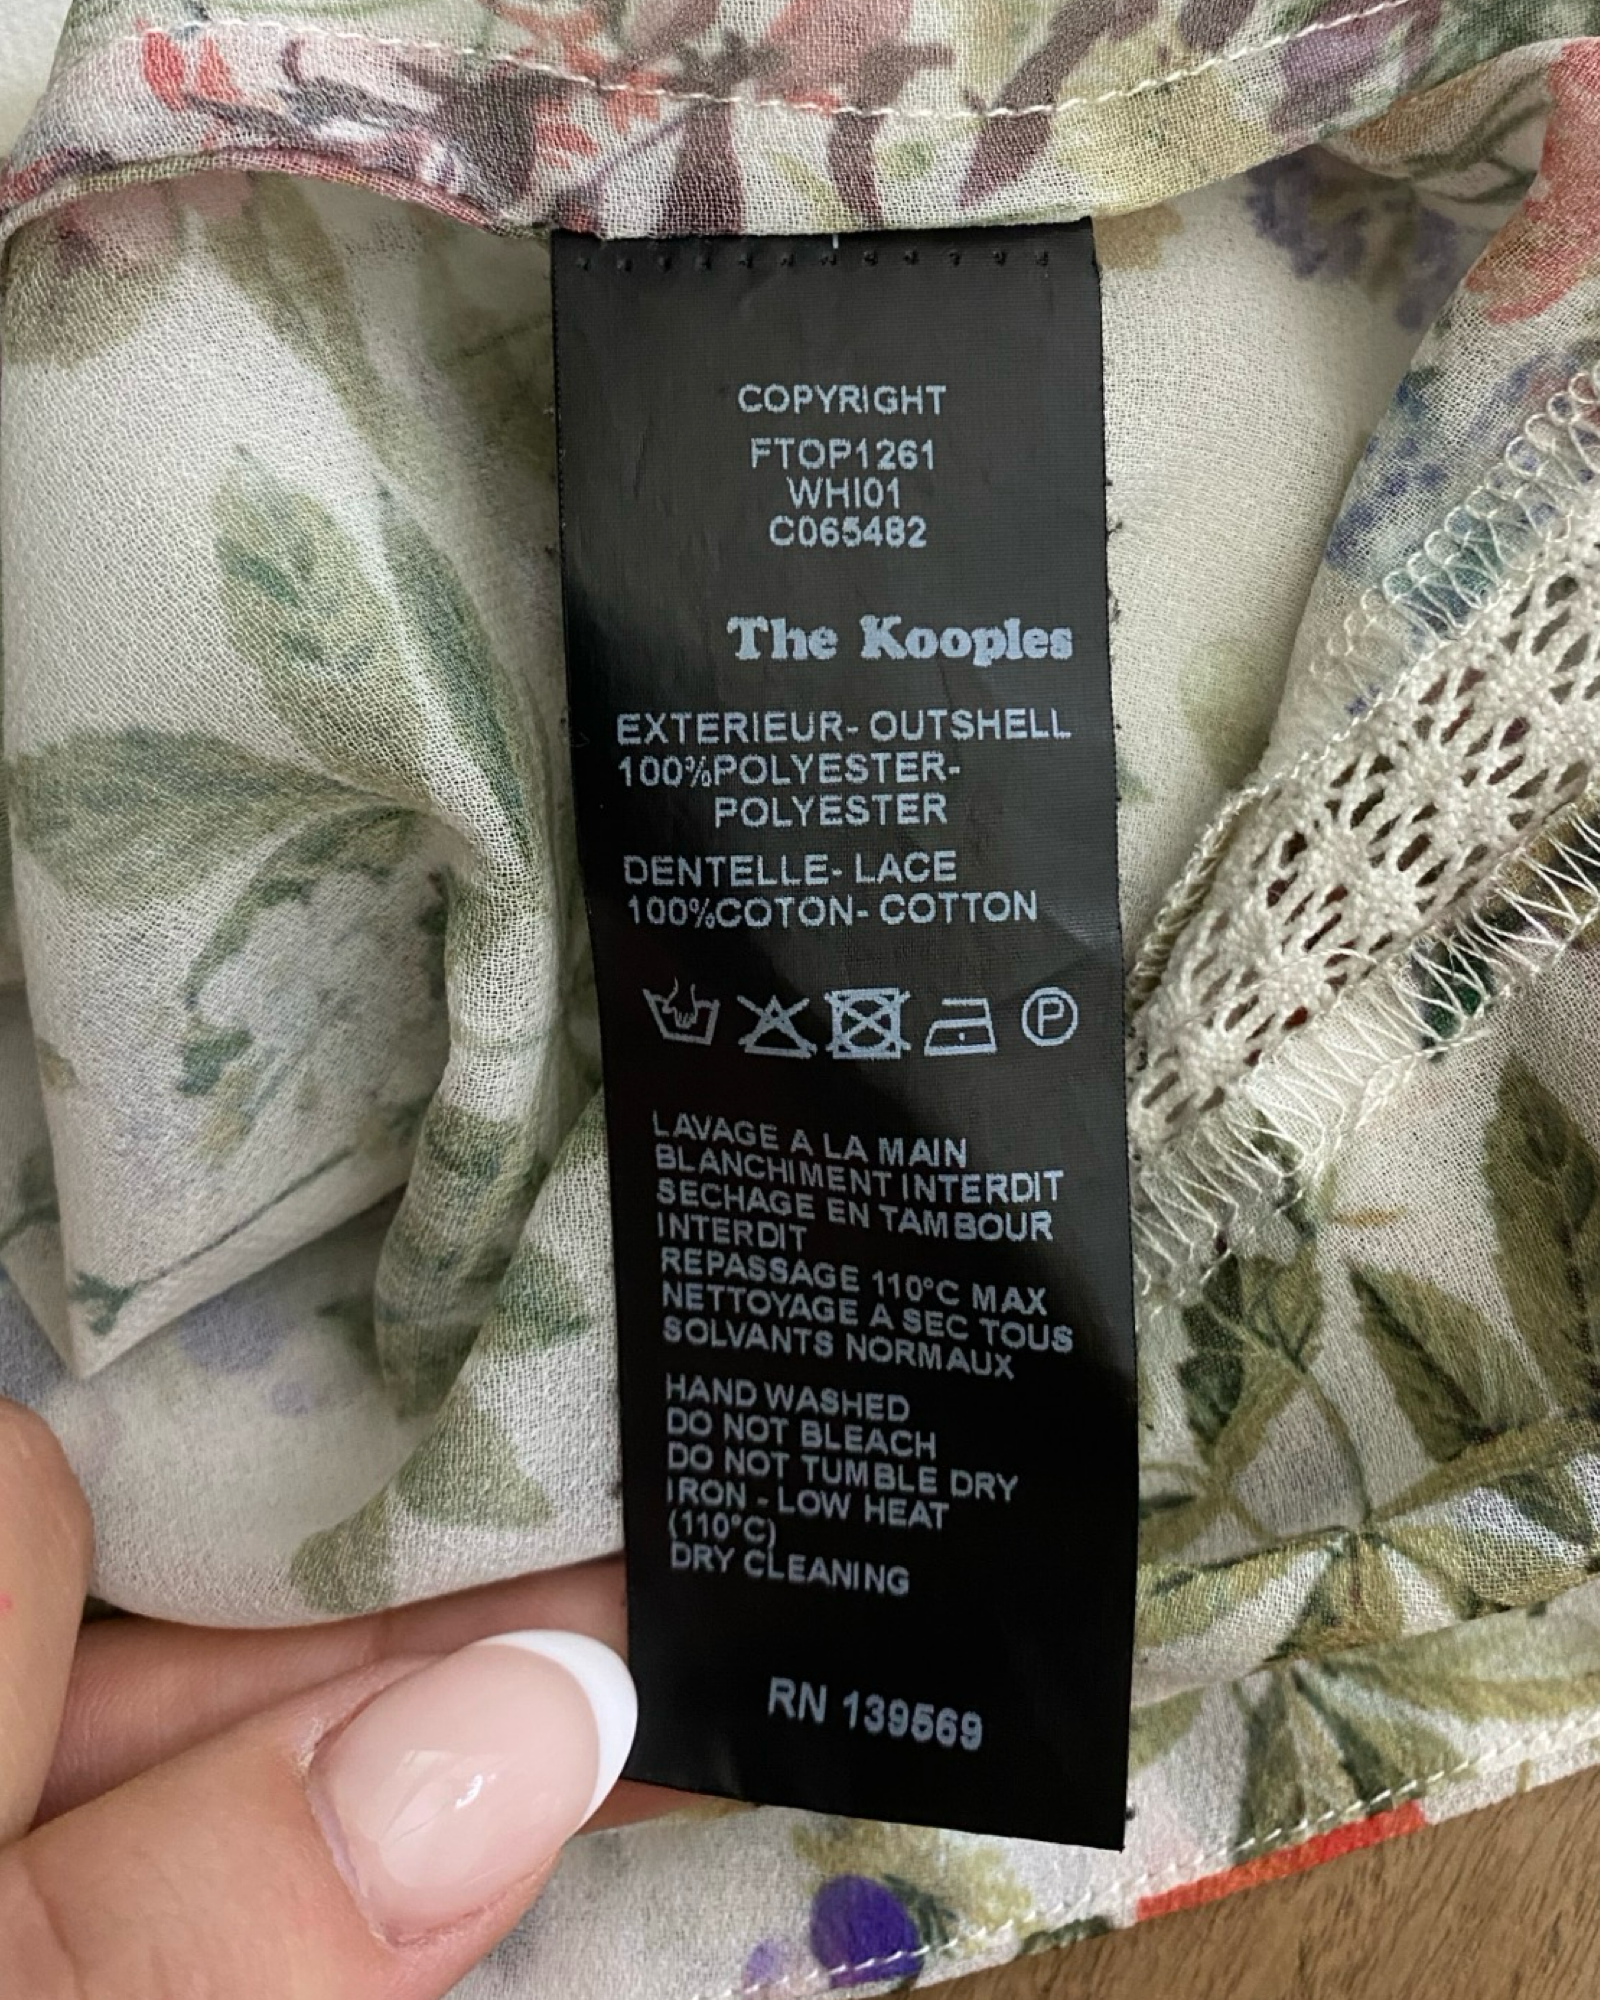 COPYRIGHT
FTOP1261
WHI01
C065482
The Kooples
EXTERIEUR- OUTSHELL
100%POLYESTER-
POLYESTER
DENTELLE- LACE
100%COTON- COTTON
P
LAVAGE A LA MAIN
BLANCHIMENT INTERDIT
SECHAGE EN TAMBOUR
INTERDIT
REPASSAGE 110°C MAX
NETTOYAGE A SEC TOUS
SOLVANTS NORMAUX
HAND WASHED
DO NOT BLEACH
DO NOT TUMBLE DRY
IRON - LOW HEAT
(110°C)
DRY CLEANING
RN 139569